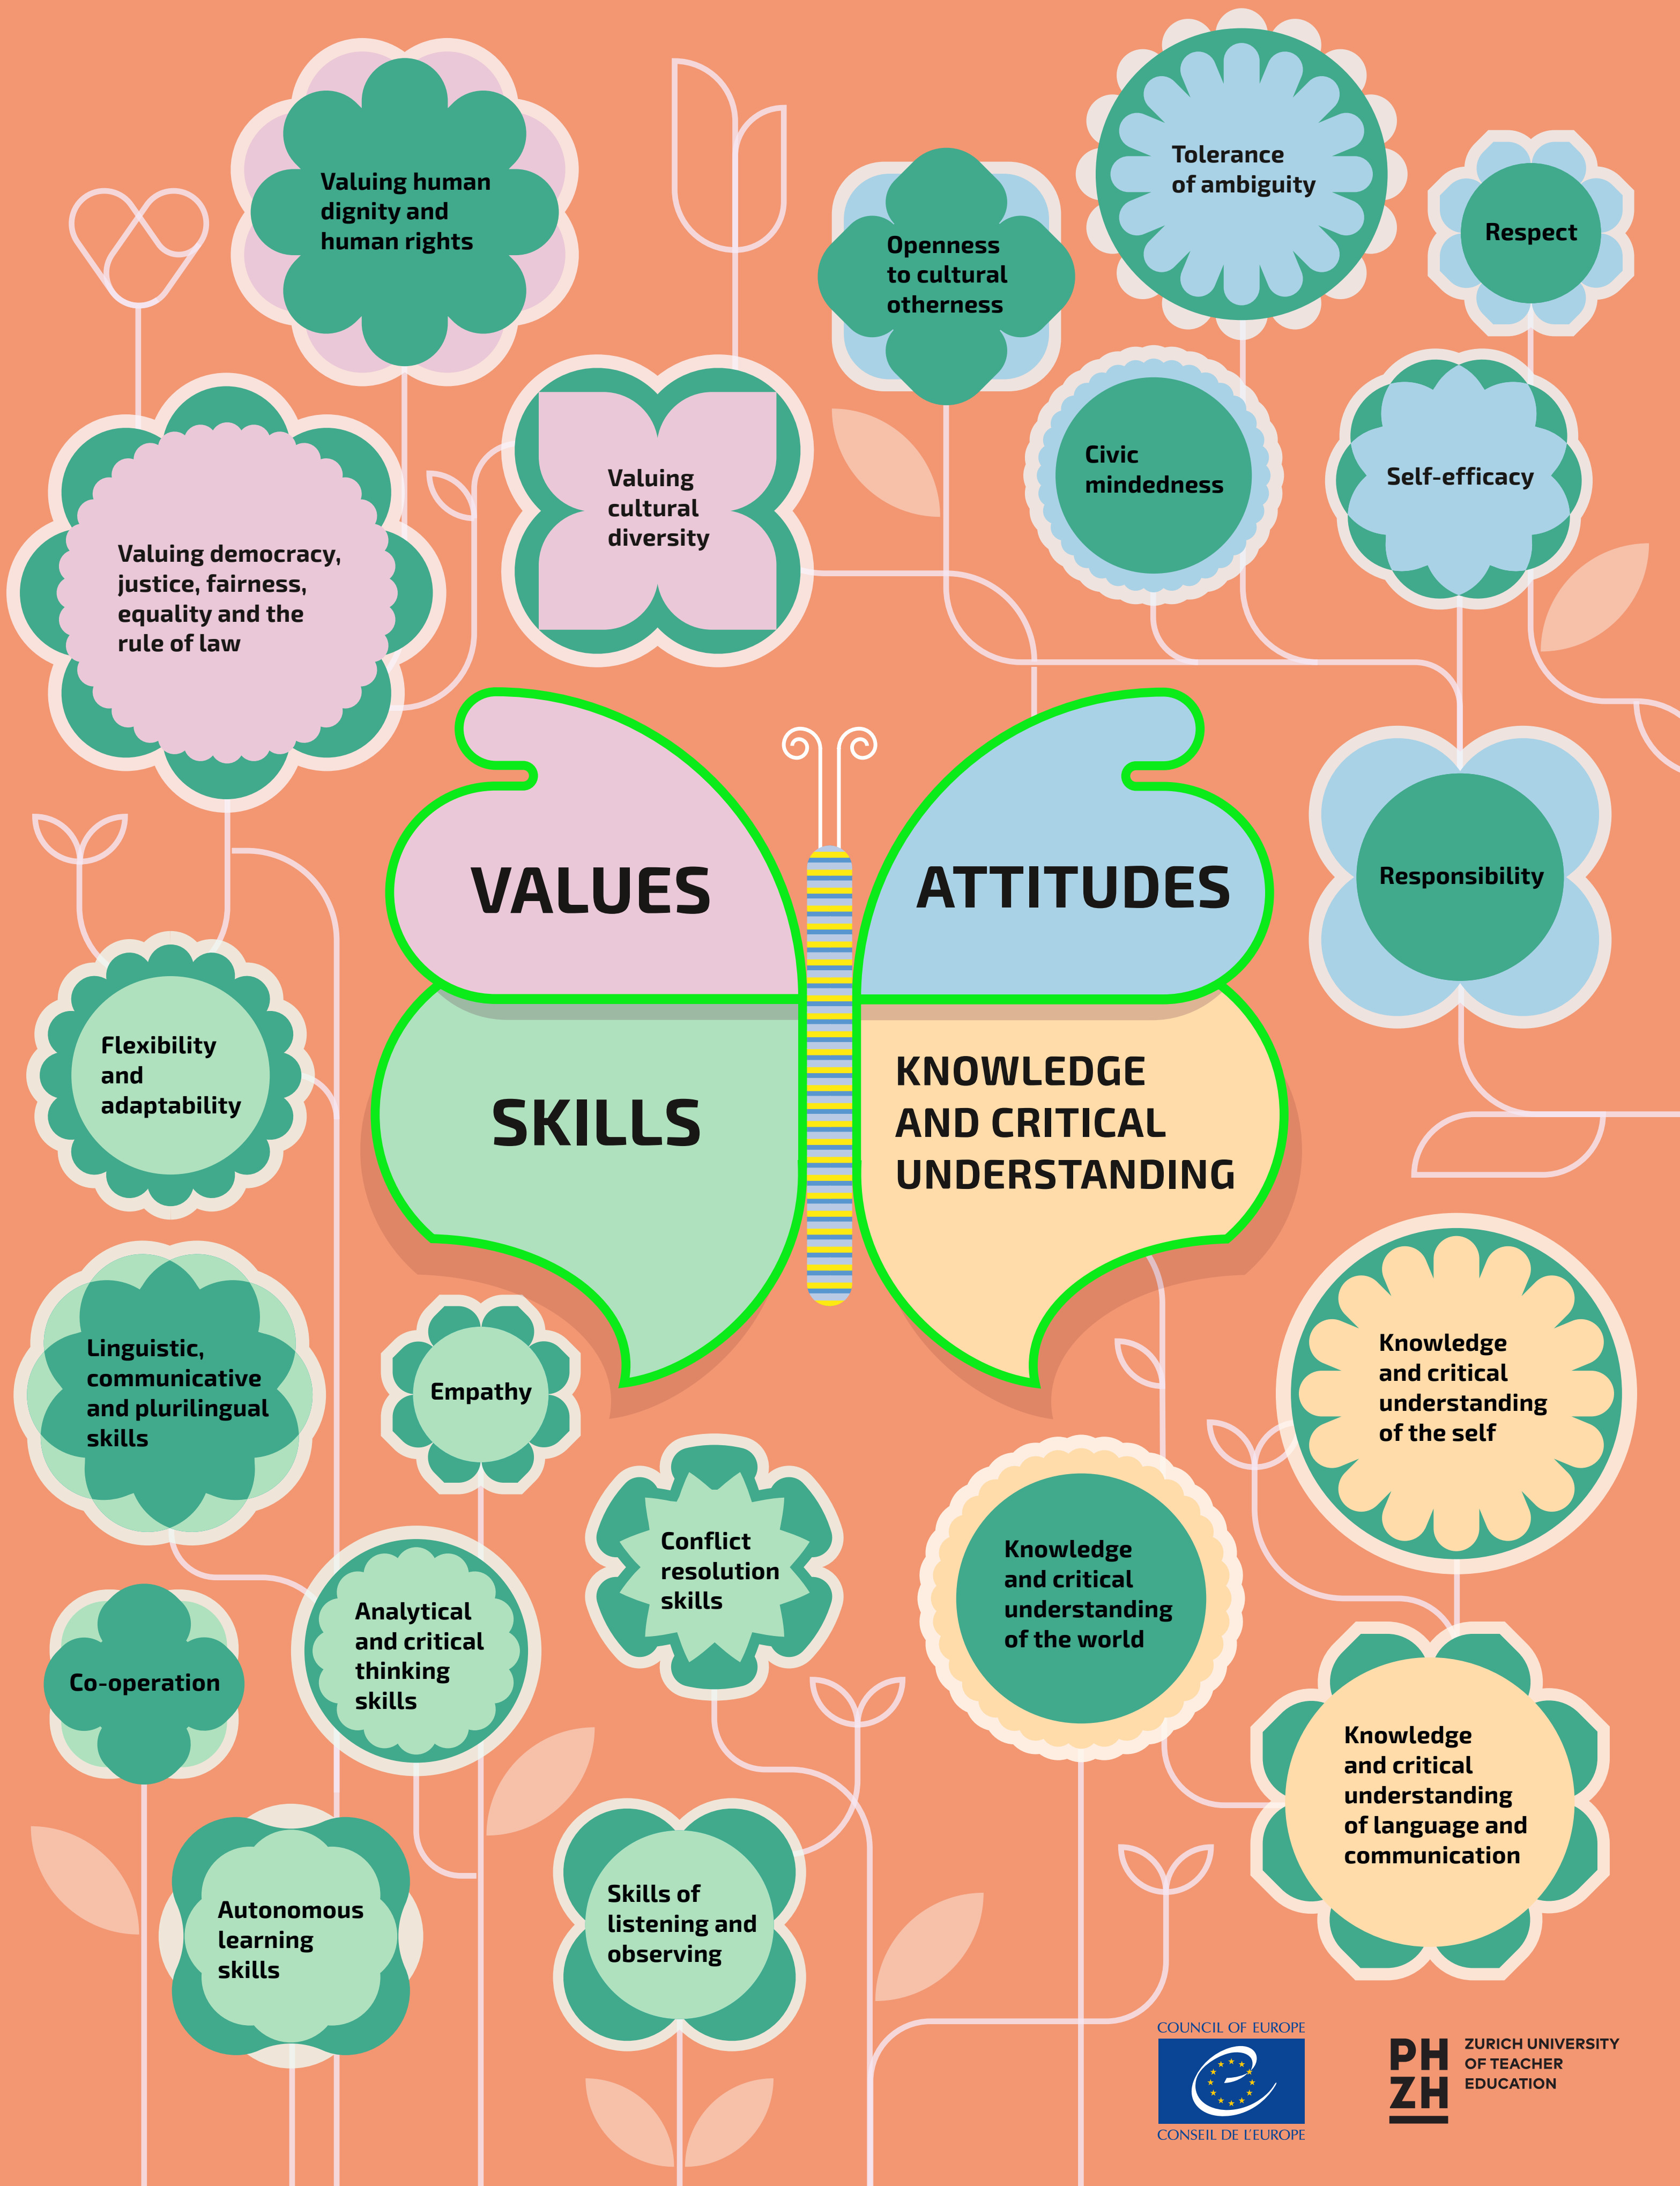 Valuing human
dignity and
human rights
Tolerance
of ambiguity
Respect
Openness
to cultural
otherness
Valuing
cultural
diversity
Civic
mindedness
Self-efficacy
Valuing democracy,
justice, fairness,
equality and the
rule of law
VALUES
ATTITUDES
Responsibility
SKILLS
KNOWLEDGE
AND CRITICAL
UNDERSTANDING
Flexibility
and
adaptability
Linguistic,
communicative
and plurilingual
skills
Empathy
Knowledge
and critical
understanding
of the self
Conflict
resolution
skills
Knowledge
and critical
understanding
of the world
Analytical
and critical
thinking
skills
Co-operation
Knowledge
and critical
understanding
of language and
communication
Autonomous
learning
skills
Skills of
listening and
observing
COUNCIL OF EUROPE
CONSEIL DE L'EUROPE
PH
ZH
ZURICH UNIVERSITY
OF TEACHER
EDUCATION